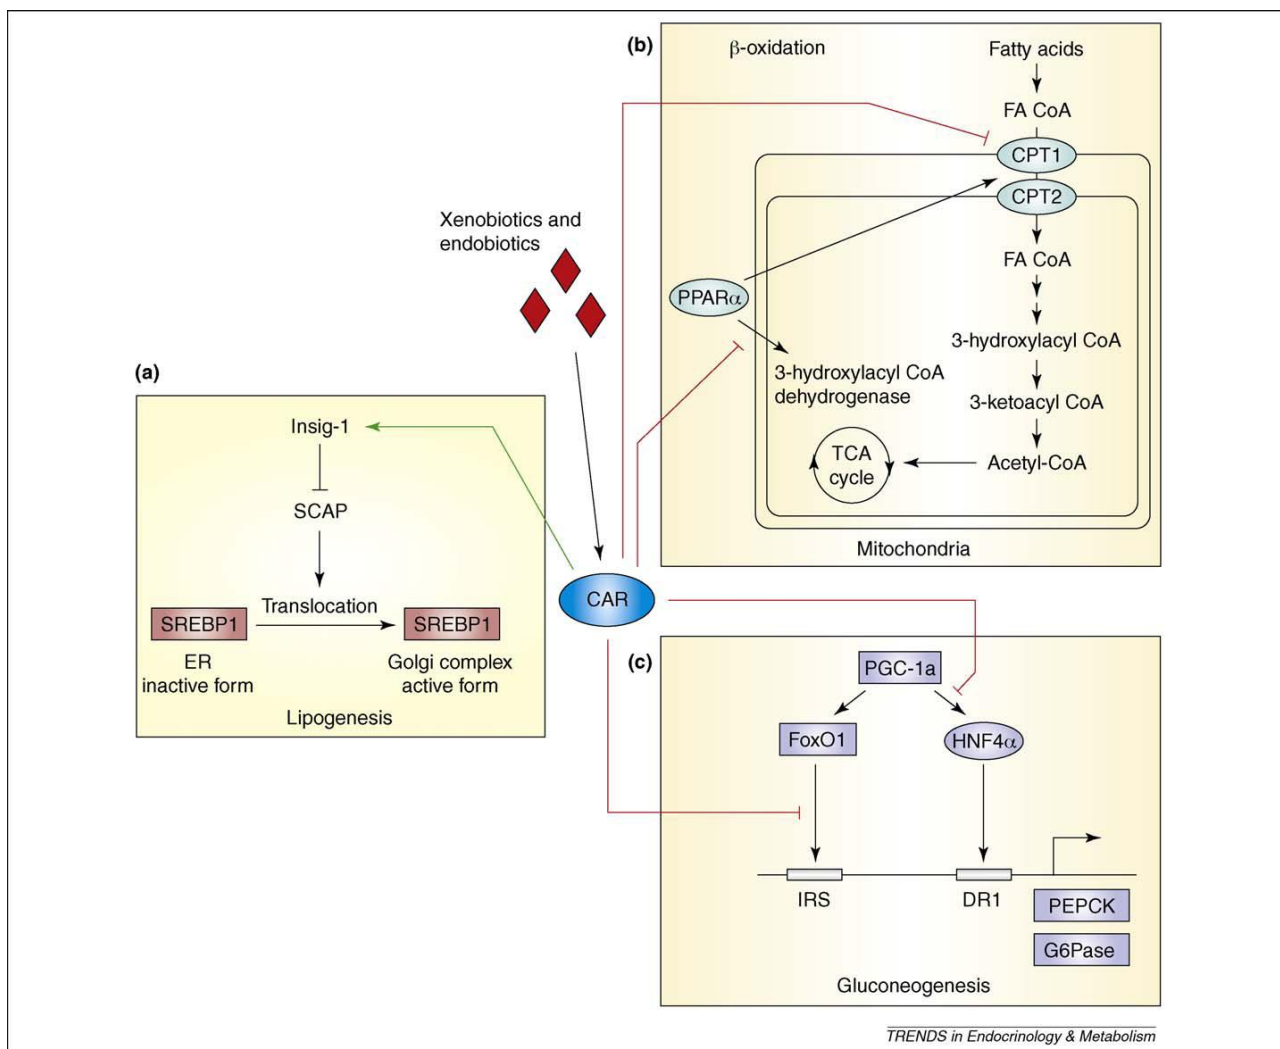 (b)
β-oxidation
Fatty acids
FA CoA
CPT1
CPT2
FA CoA
PPARα
3-hydroxylacyl CoA
3-hydroxylacyl CoA
dehydrogenase
3-ketoacyl CoA
TCA
cycle
Acetyl-CoA
Mitochondria
Xenobiotics and
endobiotics
(a)
Insig-1
SCAP
Translocation
SREBP1
SREBP1
ER
inactive form
Golgi complex
active form
Lipogenesis
CAR
(c)
PGC-1a
FoxO1
HNF4α
IRS
DR1
PEPCK
G6Pase
Gluconeogenesis
TRENDS in Endocrinology & Metabolism